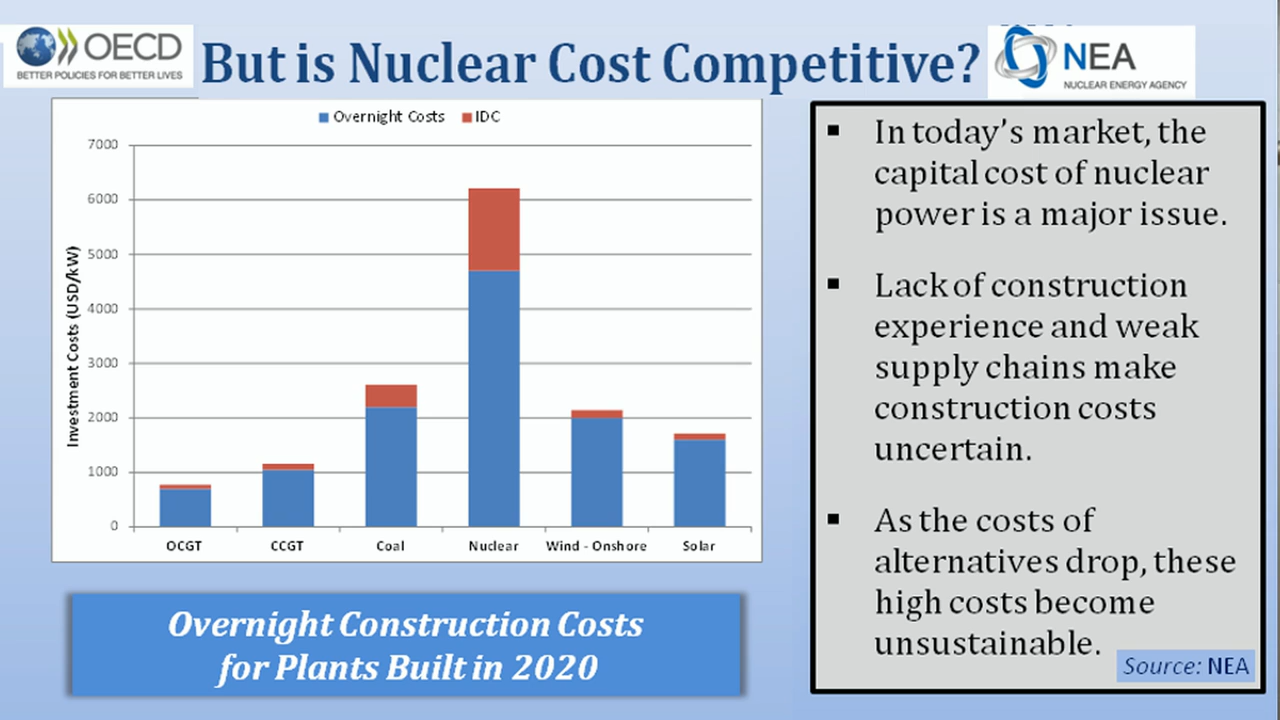 OECD
BETTER POLICIES FOR BETTER LIVES
But is Nuclear Cost Competitive?
NEA
NUCLEAR ENERGY AGENCY
Overnight Costs IDC
Investment Costs (USD/kW)
7000
6000
5000
4000
3000
2000
1000
0
OCGT CCGT Coal Nuclear Wind - Onshore Solar
Overnight Construction Costs
for Plants Built in 2020
▪ In today's market, the
capital cost of nuclear
power is a major issue.
▪ Lack of construction
experience and weak
supply chains make
construction costs
uncertain.
▪ As the costs of
alternatives drop, these
high costs become
unsustainable.
Source: NEA